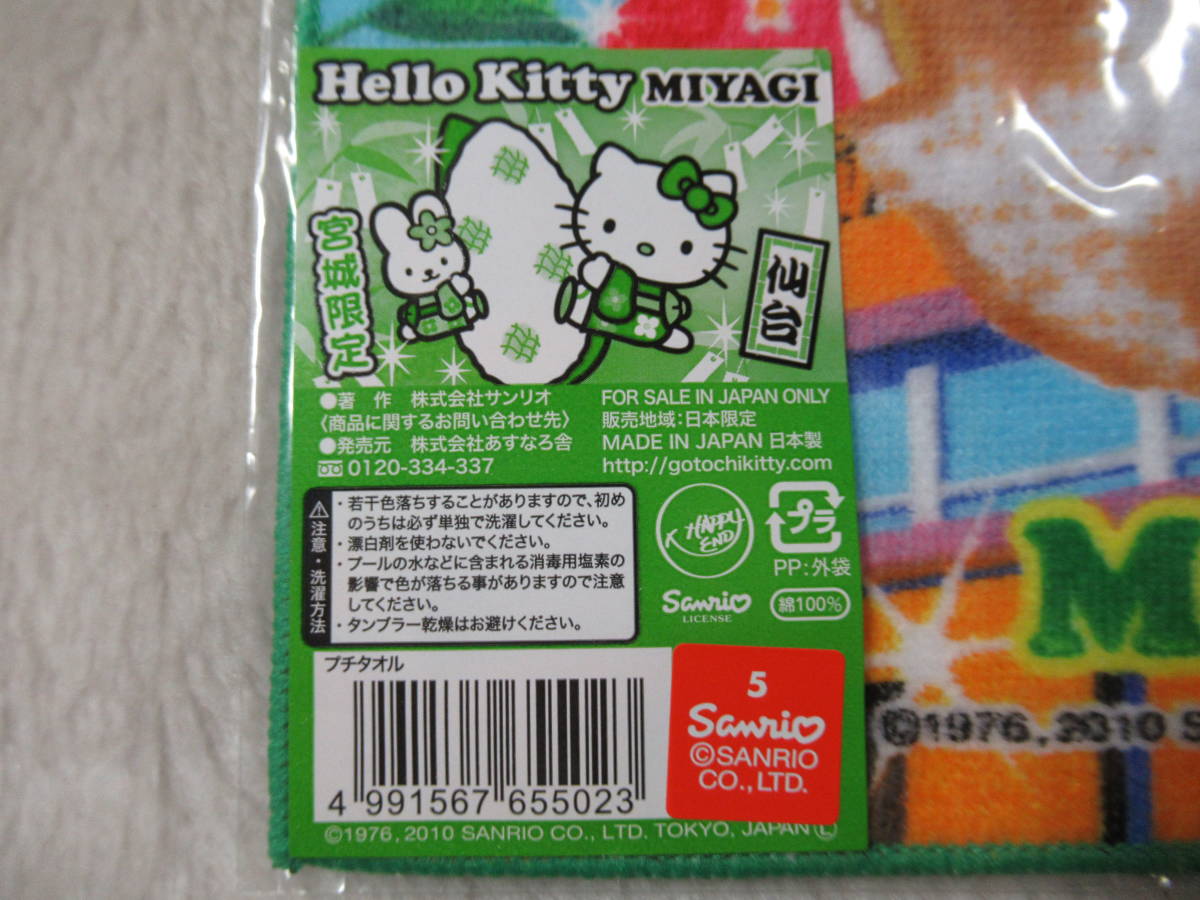 Hello Kitty MIYAGI
宮城限定
仙台
●著 作 株式会社サンリオ
〈商品に関するお問い合わせ先〉
●発売元 株式会社あすなろ舎
0120-334-337
FOR SALE IN JAPAN ONLY
販売地域:日本限定
MADE IN JAPAN 日本製
http://gotochikitty.com
注意・洗濯方法
・若干色落ちすることがありますので、初め
のうちは必ず単独で洗濯してください。
・漂白剤を使わないでください。
・プールの水などに含まれる消毒用塩素の
影響で色が落ちる事がありますので注意
してください。
・タンブラー乾燥はお避けください。
HAPPY
END
プラ
PP:外袋
Sanrio
LICENSE
綿100%
プチタオル
4 991567 655023
5
Sanrio
©SANRIO
CO.,LTD.
©1976, 2010 SANRIO CO., LTD. TOKYO, JAPAN Ⓛ
M
©1976, 2010 S